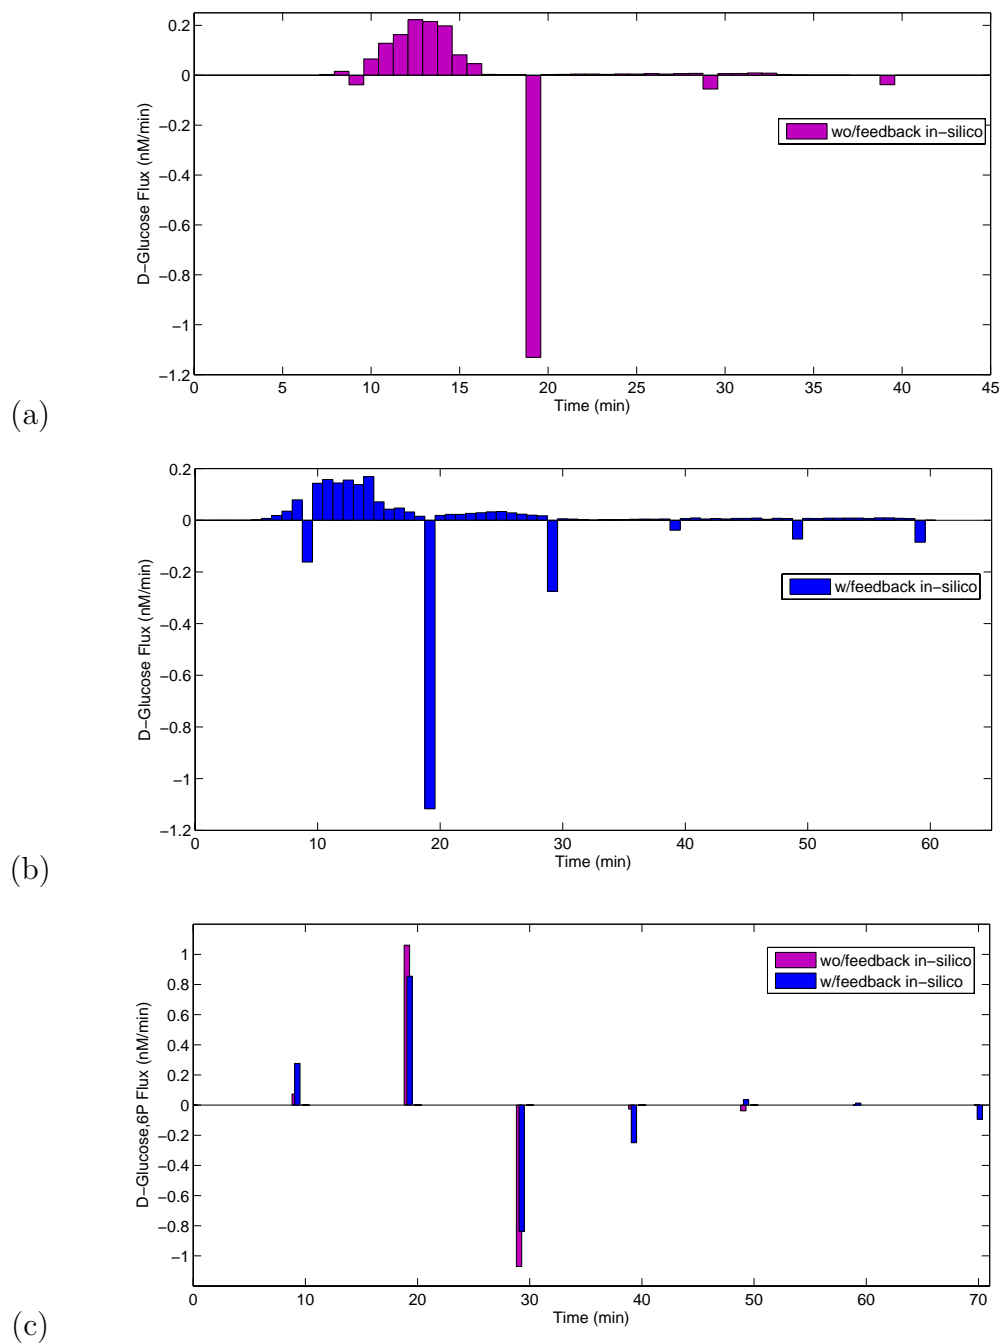 0.2
0
−0.2
−0.4
−0.6
−0.8
−1
−1.2
D−Glucose Flux (nM/min)
wo/feedback in−silico
0 5 10 15 20 25 30 35 40 45
Time (min)
(a)
0.2
0
−0.2
−0.4
−0.6
−0.8
−1
−1.2
D−Glucose Flux (nM/min)
w/feedback in−silico
0 10 20 30 40 50 60
Time (min)
(b)
1
0.8
0.6
0.4
0.2
0
−0.2
−0.4
−0.6
−0.8
−1
D−Glucose,6P Flux (nM/min)
wo/feedback in−silico
w/feedback in−silico
0 10 20 30 40 50 60 70
Time (min)
(c)